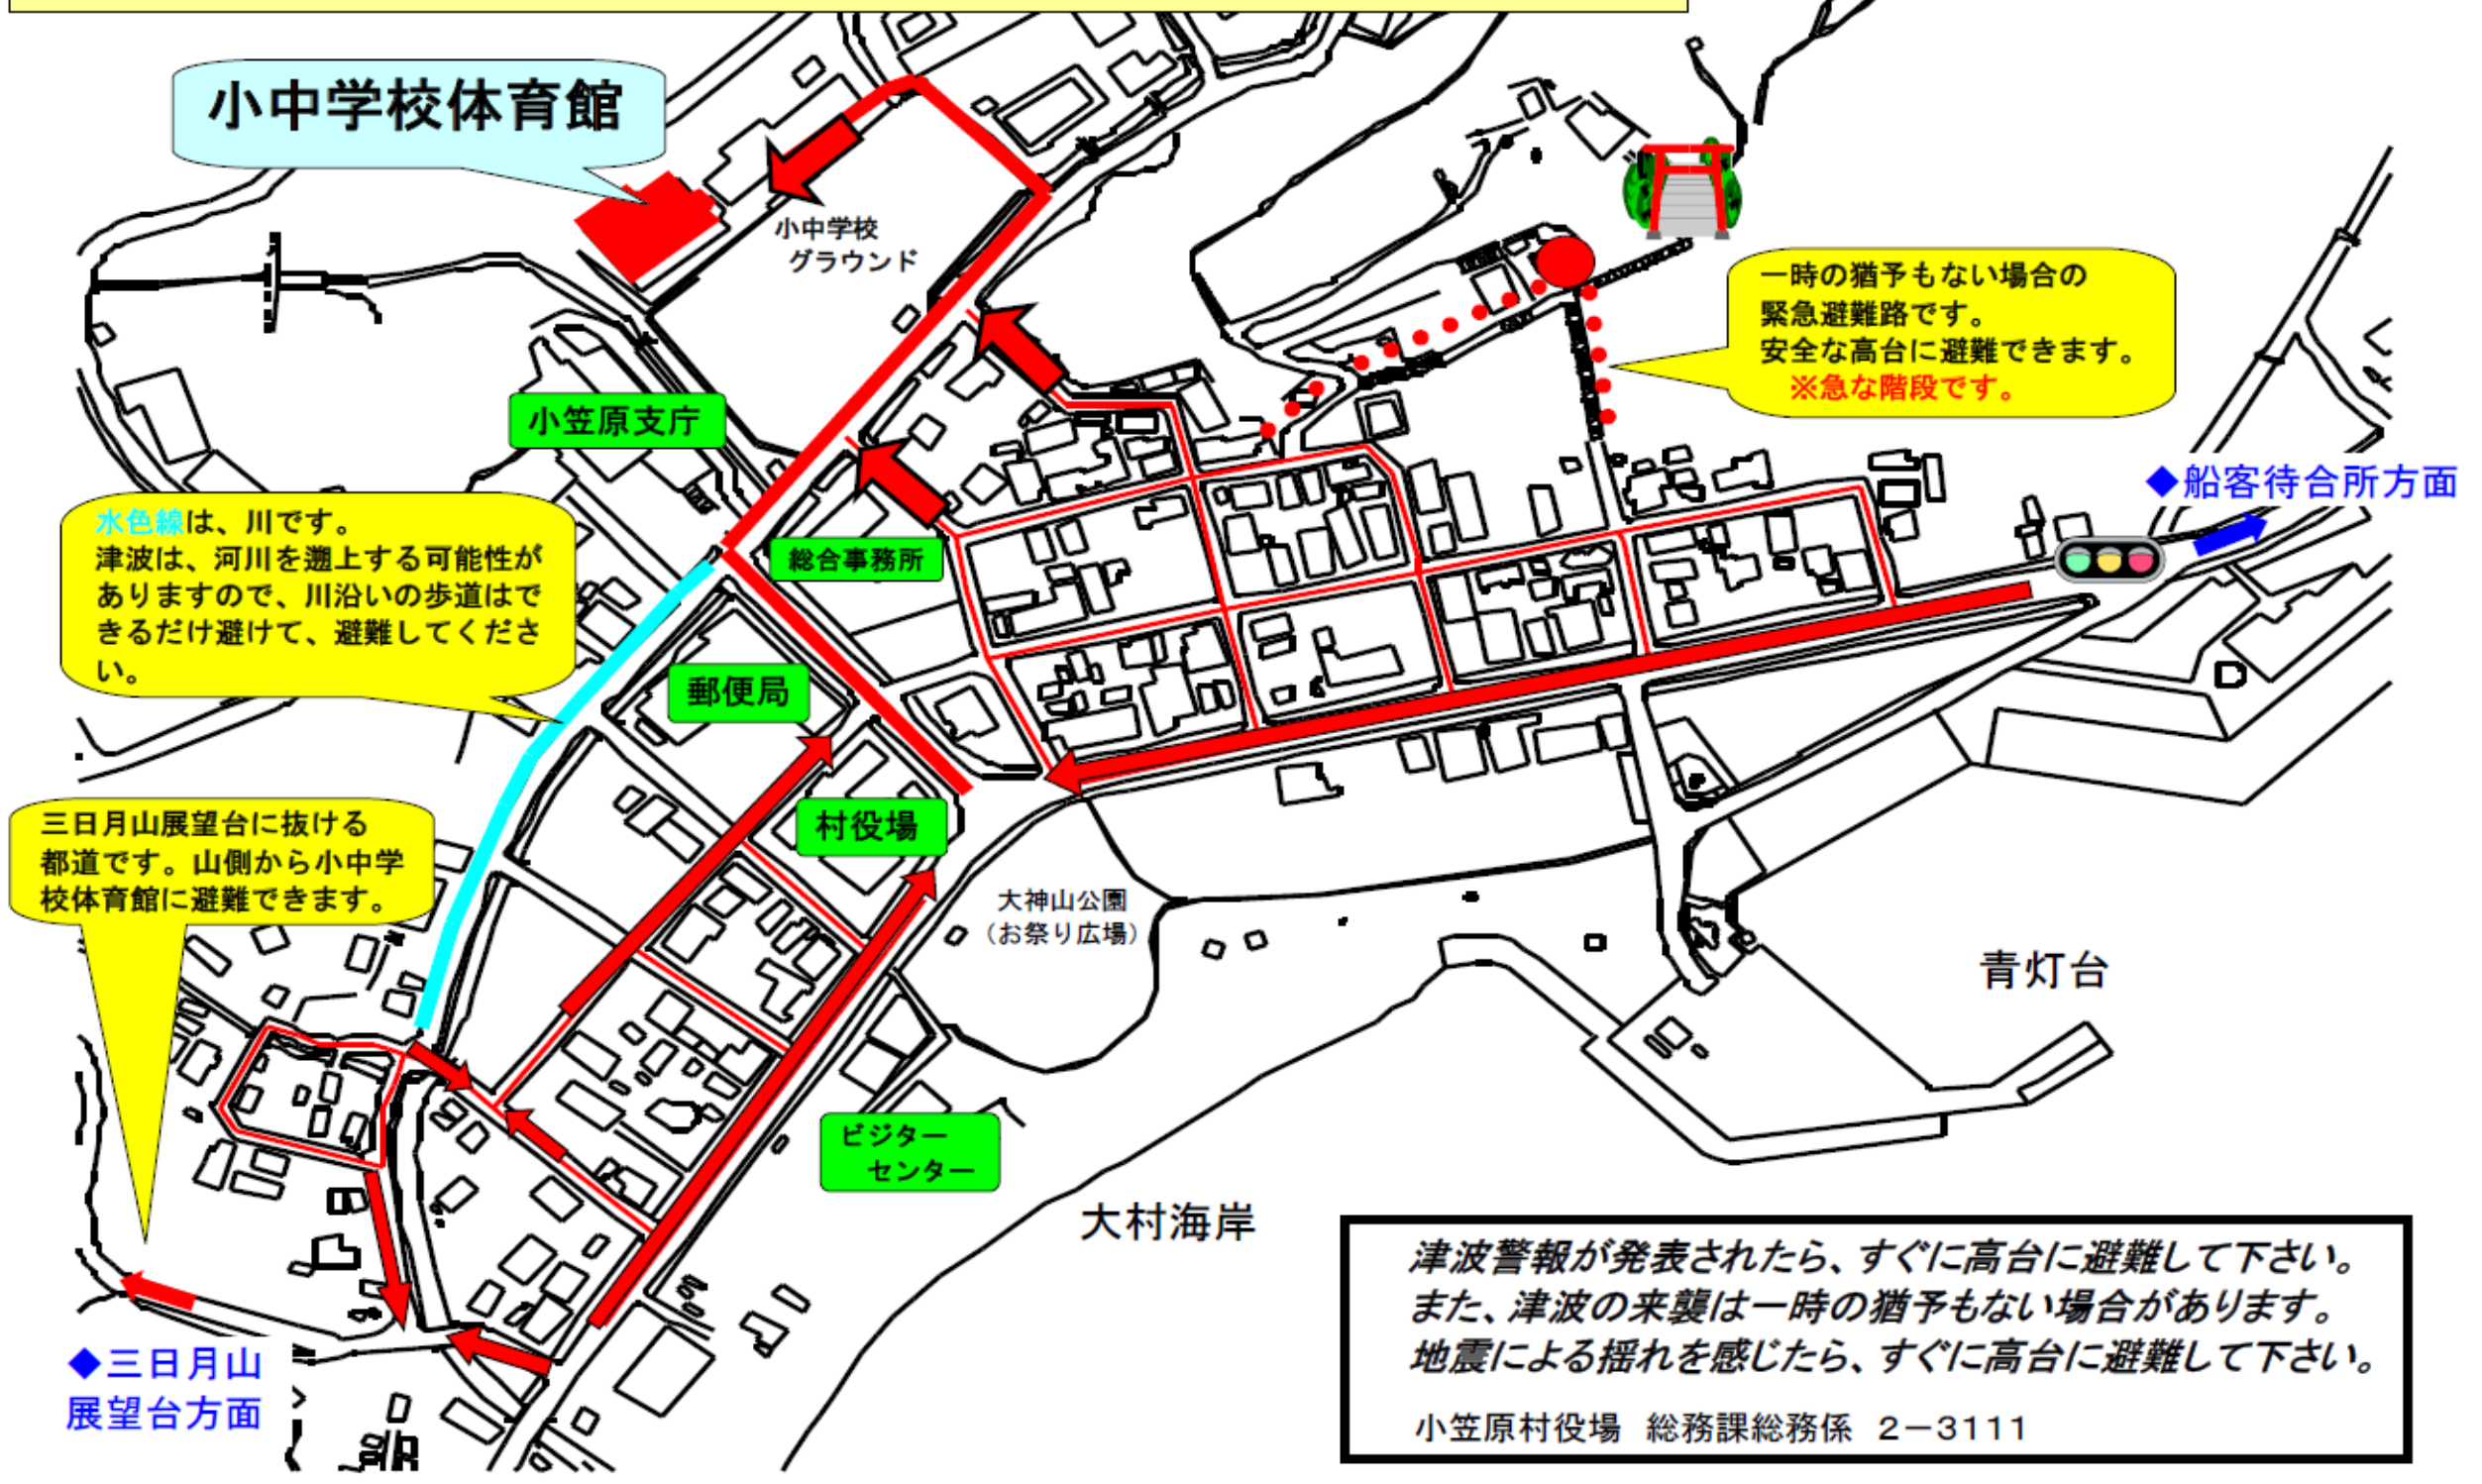 小中学校体育館
小中学校
グラウンド
一時の猶予もない場合の
緊急避難路です。
安全な高台に避難できます。
※急な階段です。
小笠原支庁
◆船客待合所方面
水色線は、川です。
津波は、河川を遡上する可能性が
ありますので、川沿いの歩道はで
きるだけ避けて、避難してくださ
い。
総合事務所
郵便局
村役場
三日月山展望台に抜ける
都道です。山側から小中学
校体育館に避難できます。
大神山公園
(お祭り広場)
青灯台
ビジター
センター
大村海岸
◆三日月山
展望台方面
津波警報が発表されたら、すぐに高台に避難して下さい。
また、津波の来襲は一時の猶予もない場合があります。
地震による揺れを感じたら、すぐに高台に避難して下さい。
小笠原村役場 総務課総務係 2-3111